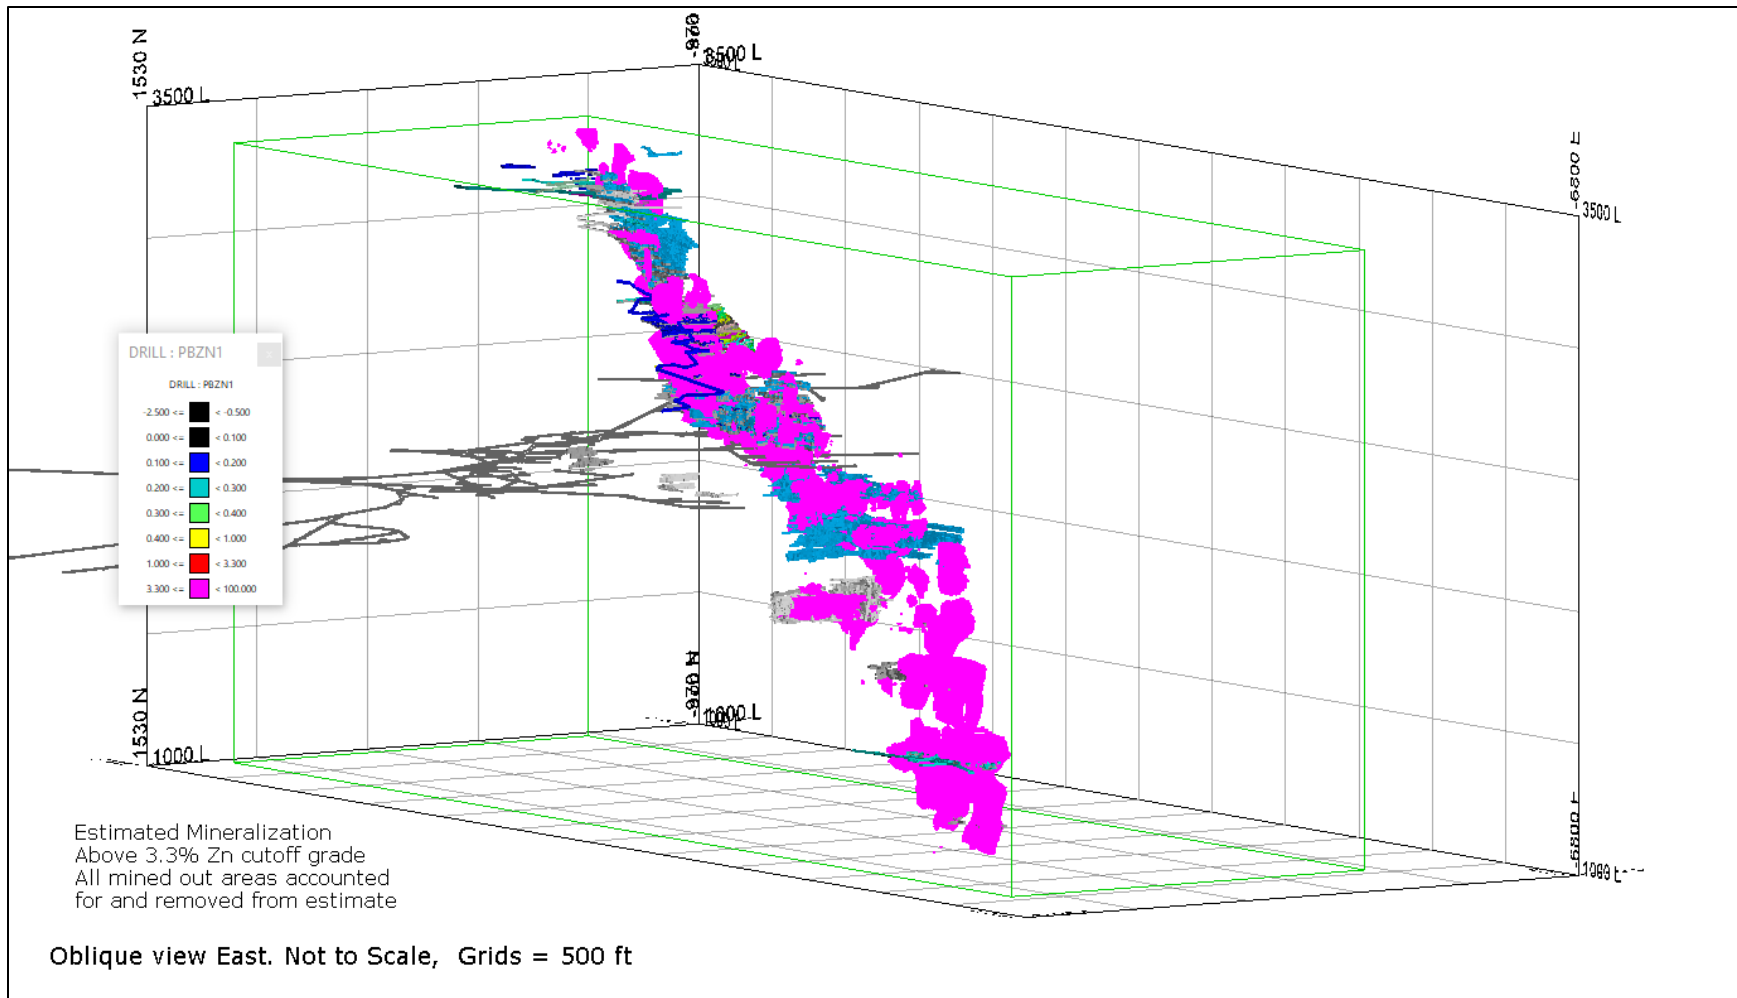 1530 N
3500 L
3500 L
3500 L
DRILL : PBZN1
x
DRILL : PBZN1
-2.500 <= < -0.500
0.000 <= < 0.100
0.100 <= < 0.200
0.200 <= < 0.300
0.300 <= < 0.400
0.400 <= < 1.000
1.000 <= < 3.300
3.300 <= < 100.000
1530 N
1000 L
Estimated Mineralization
Above 3.3% Zn cutoff grade
All mined out areas accounted
for and removed from estimate
Oblique view East. Not to Scale, Grids = 500 ft